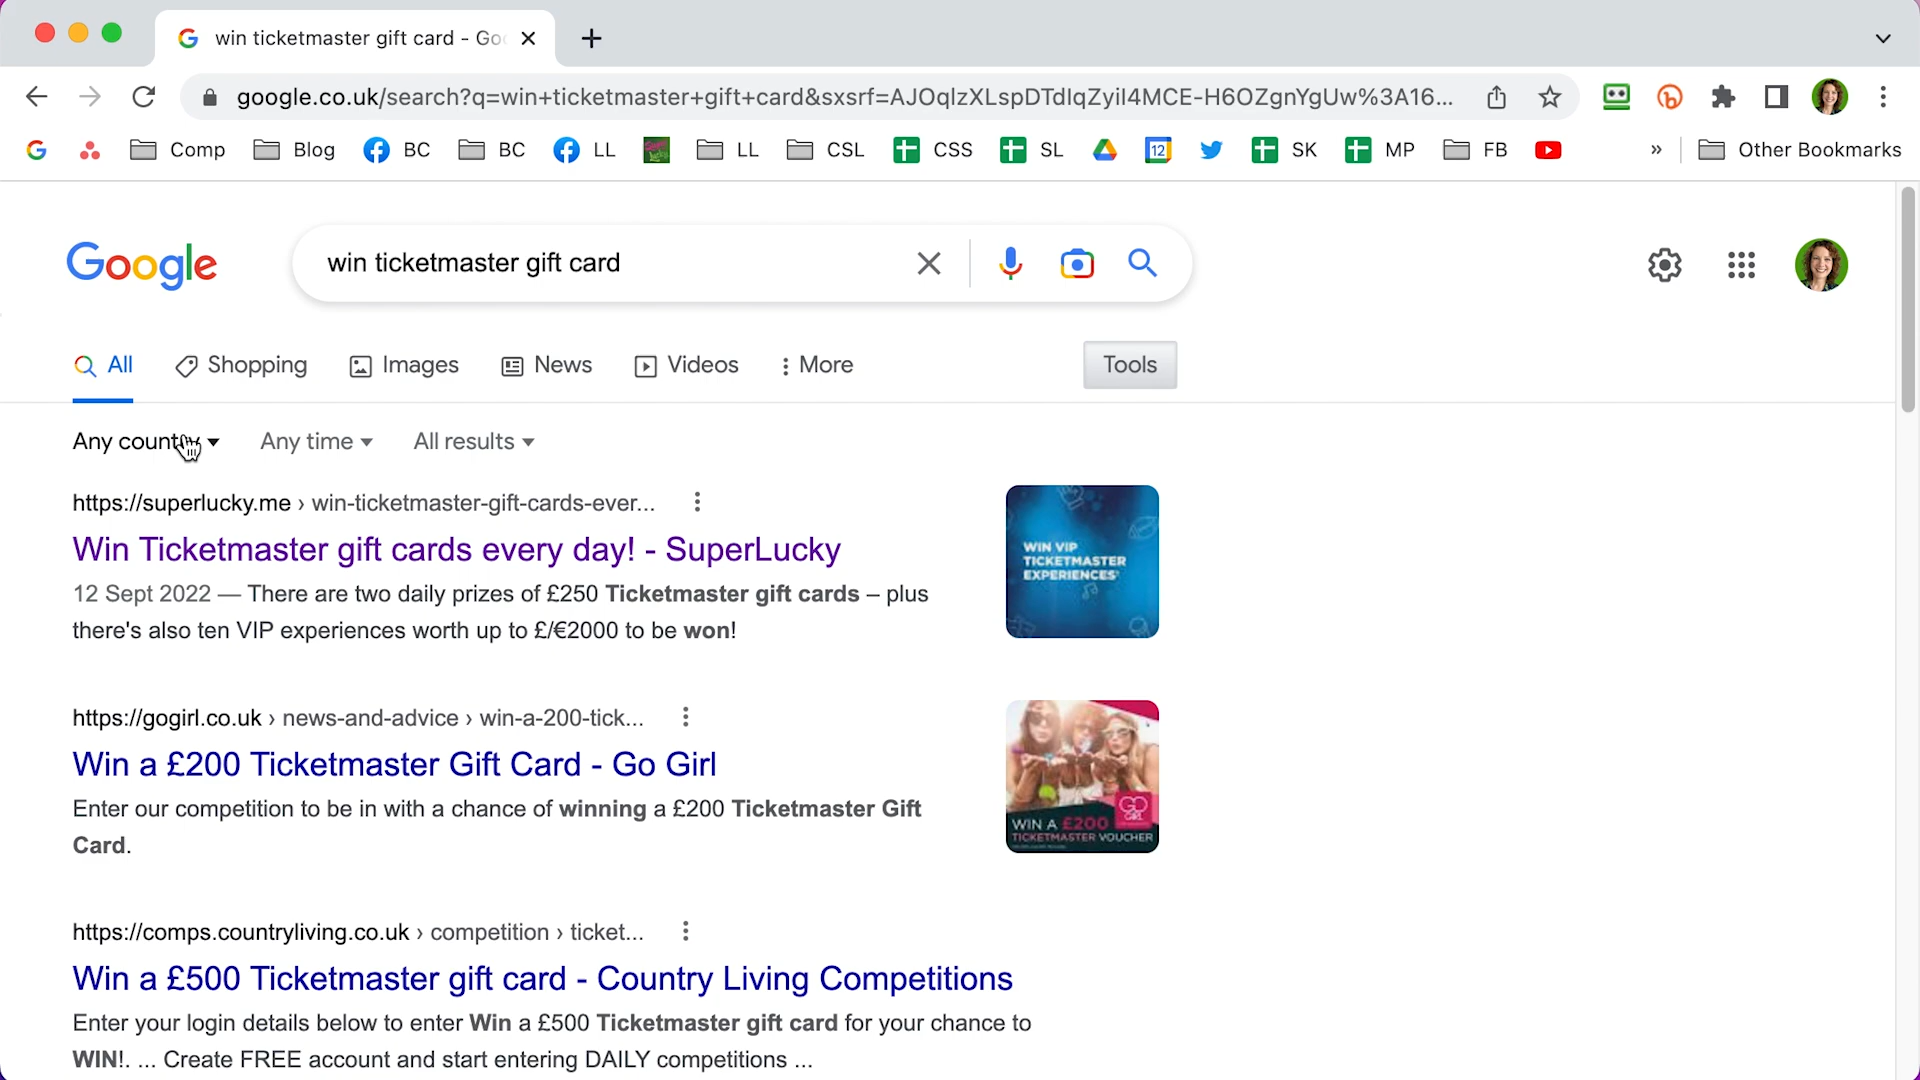 win ticketmaster gift card - Goo
google.co.uk/search?q=win+ticketmaster+gift+card&sxsrf=AJOqlzXLspDTdIqZyiI4MCE-H6OZgnYgUw%3A16...
Comp Blog BC BC LL LL CSL CSS SL 12 SK MP FB » Other Bookmarks
Google
win ticketmaster gift card
All Shopping Images News Videos More Tools
Any country Any time All results
https://superlucky.me › win-ticketmaster-gift-cards-ever...
Win Ticketmaster gift cards every day! - SuperLucky
12 Sept 2022 — There are two daily prizes of £250 Ticketmaster gift cards – plus
there's also ten VIP experiences worth up to £/€2000 to be won!
WIN VIP
TICKETMASTER
EXPERIENCES
https://gogirl.co.uk › news-and-advice › win-a-200-tick...
Win a £200 Ticketmaster Gift Card - Go Girl
Enter our competition to be in with a chance of winning a £200 Ticketmaster Gift
Card.
GO
GIRL
WIN A £200
TICKETMASTER VOUCHER
https://comps.countryliving.co.uk › competition › ticket...
Win a £500 Ticketmaster gift card - Country Living Competitions
Enter your login details below to enter Win a £500 Ticketmaster gift card for your chance to
WIN!. ... Create FREE account and start entering DAILY competitions ...